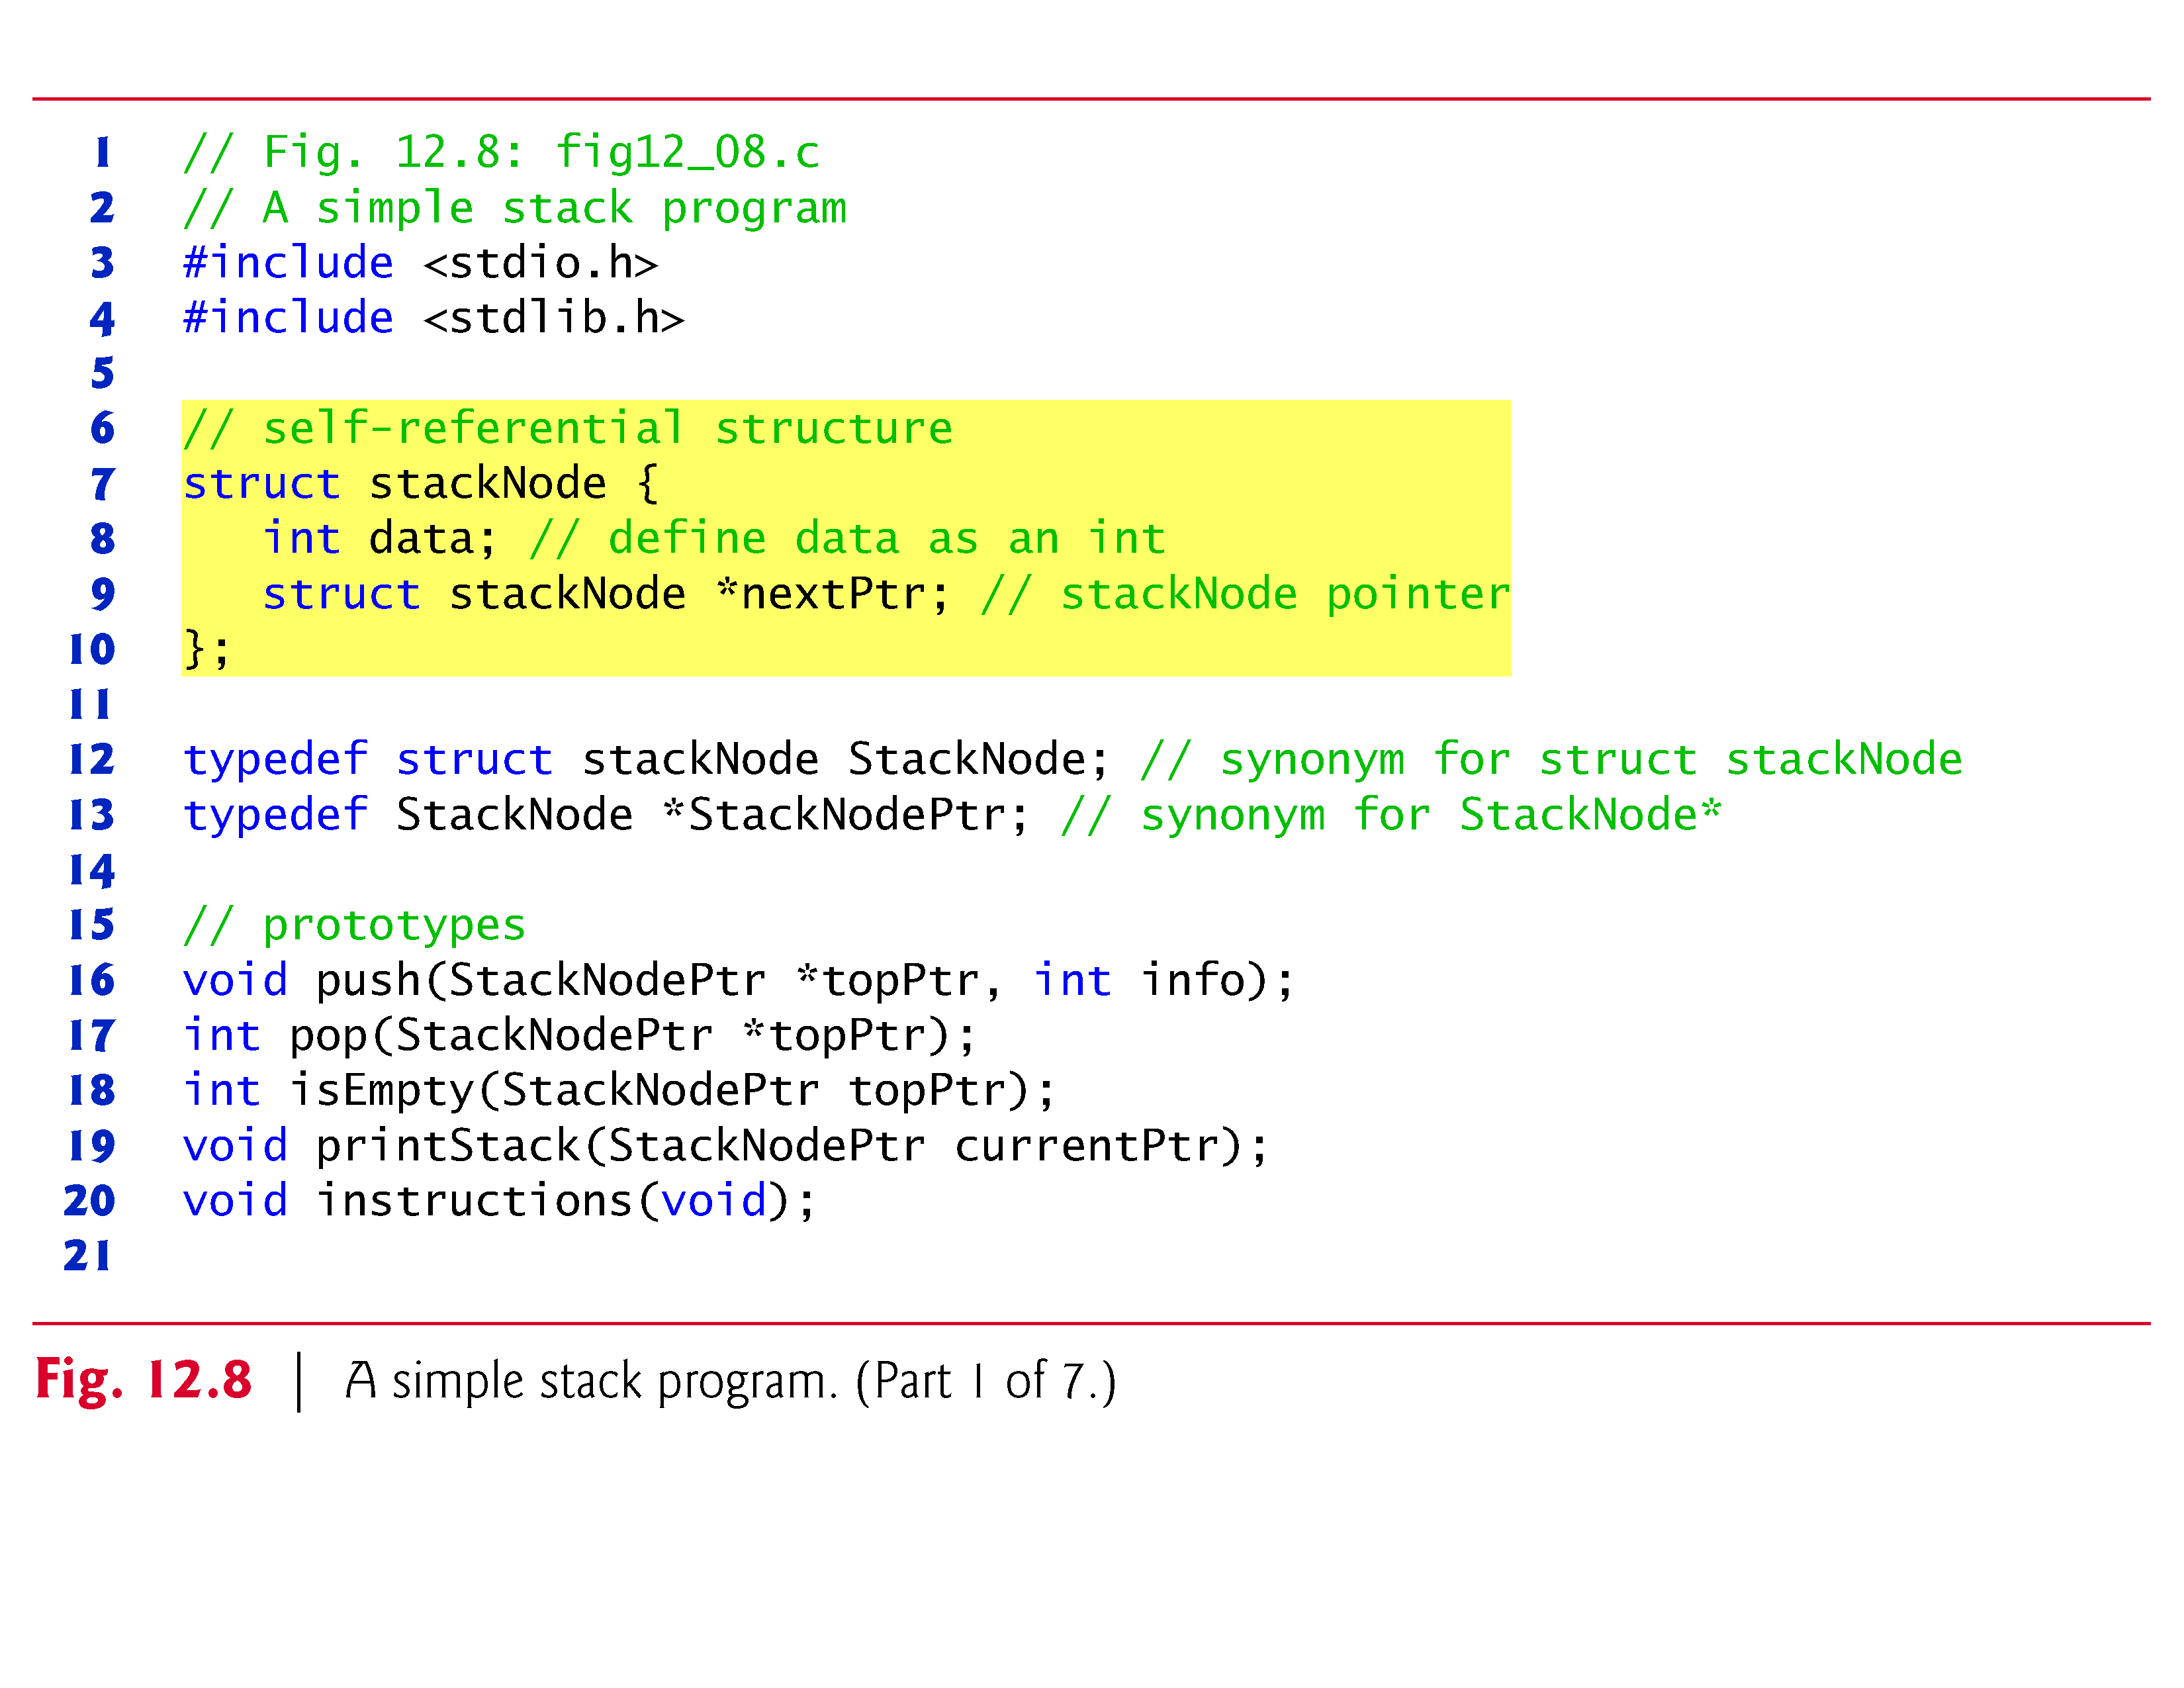 1 // Fig. 12.8: fig12_08.c
2 // A simple stack program
3 #include <stdio.h>
4 #include <stdlib.h>
5
6 // self-referential structure
7 struct stackNode {
8    int data; // define data as an int
9    struct stackNode *nextPtr; // stackNode pointer
10 };
11
12 typedef struct stackNode StackNode; // synonym for struct stackNode
13 typedef StackNode *StackNodePtr; // synonym for StackNode*
14
15 // prototypes
16 void push(StackNodePtr *topPtr, int info);
17 int pop(StackNodePtr *topPtr);
18 int isEmpty(StackNodePtr topPtr);
19 void printStack(StackNodePtr currentPtr);
20 void instructions(void);
21
Fig. 12.8 | A simple stack program. (Part 1 of 7.)